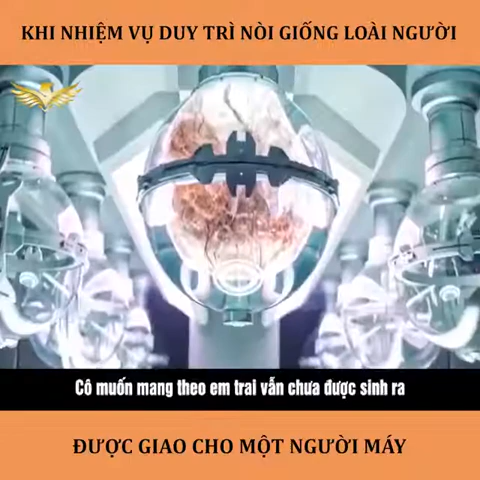 KHI NHIỆM VỤ DUY TRÌ NÒI GIỐNG LOÀI NGƯỜI
Cô muốn mang theo em trai vẫn chưa được sinh ra
ĐƯỢC GIAO CHO MỘT NGƯỜI MÁY